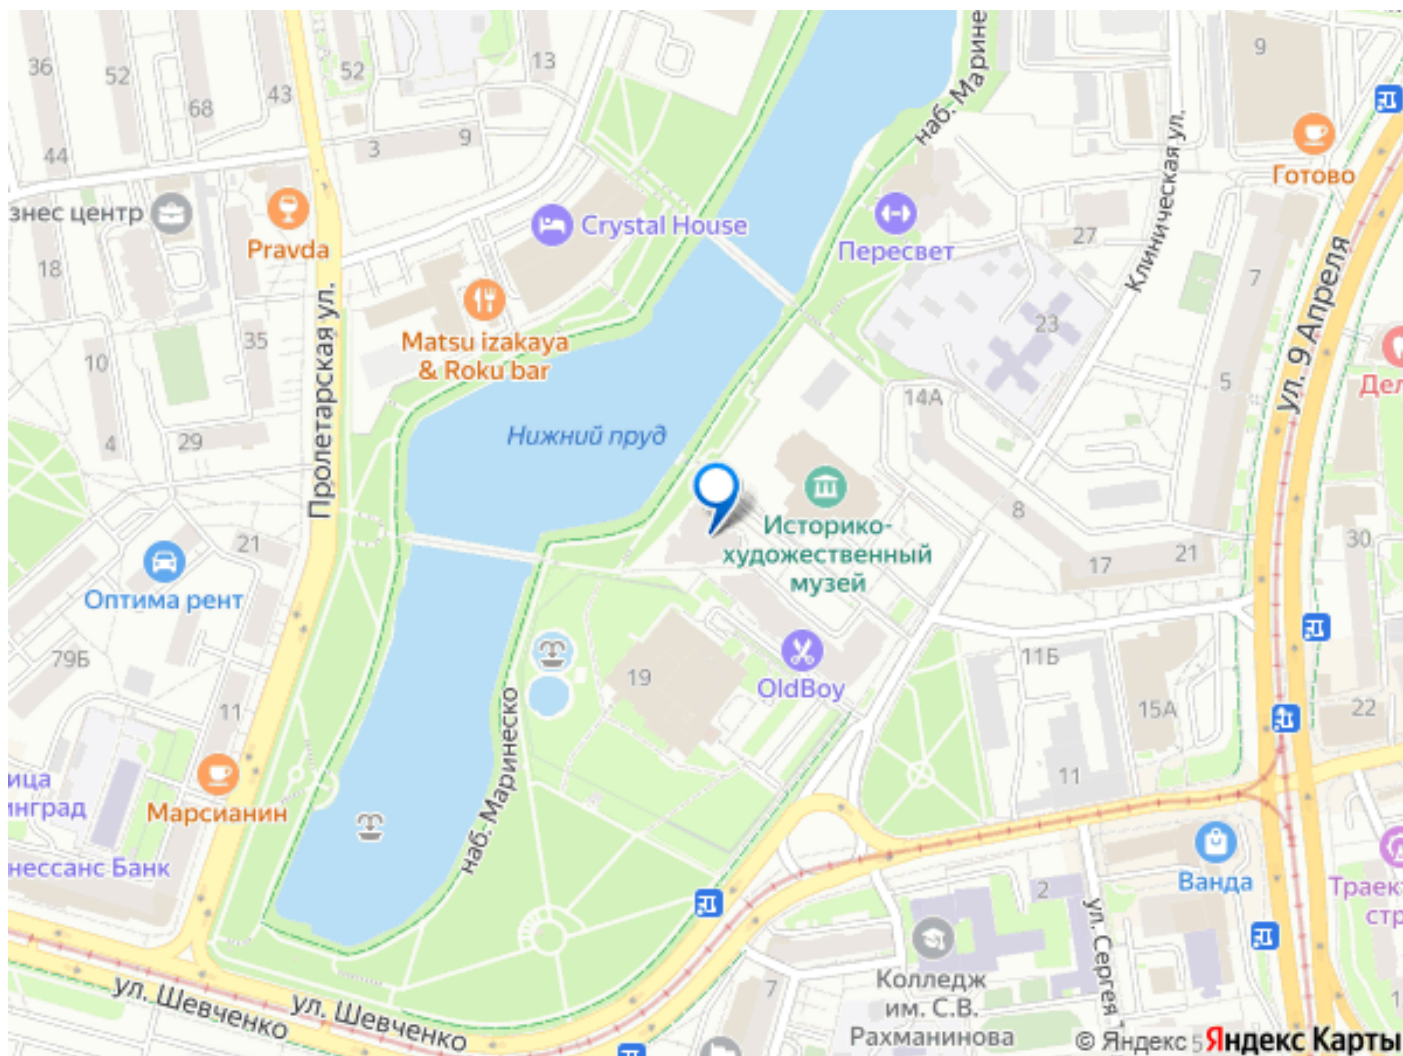 36
52
68
43
52
13
9
44
3
9
наб. Марине
Клиническая ул.
Готово
знес центр
Pravda
Crystal House
Пересвет
27
18
Пролетарская ул.
Matsu izakaya
& Roku bar
35
10
23
7
ул. 9 Апреля
5
Дел
14А
4
29
Нижний пруд
Историко-
художественный
музей
8
17
21
30
21
Оптима рент
79Б
19
OldBoy
11Б
15А
22
11
наб. Маринеско
11
ица
нинград
Марсианин
нессанс Банк
Ванда
Траект
стр
2
ул. Сергея
Колледж
им. С.В.
Рахманинова
7
ул. Шевченко
ул. Шевченко
1
© Яндекс 5
Яндекс Карты